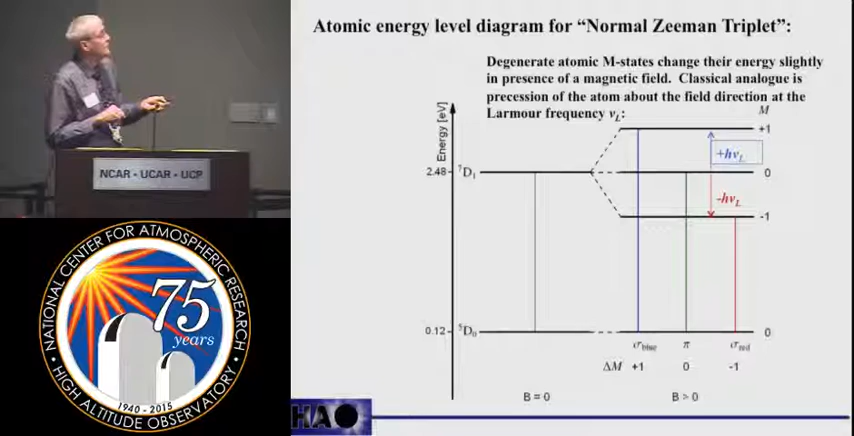 Atomic energy level diagram for “Normal Zeeman Triplet”:
Degenerate atomic M-states change their energy slightly
in presence of a magnetic field. Classical analogue is
precession of the atom about the field direction at the
Larmour frequency νL:
M
Energy [eV]
+1
+hνL
2.48
0
-hνL
-1
0.12
⁵D₀
0
σblue
π
σred
ΔM +1 0 -1
B = 0
B > 0
HAO
NCAR - UCAR - UCP
NATIONAL CENTER FOR ATMOSPHERIC RESEARCH
75
years
1940 - 2015
HIGH ALTITUDE OBSERVATORY